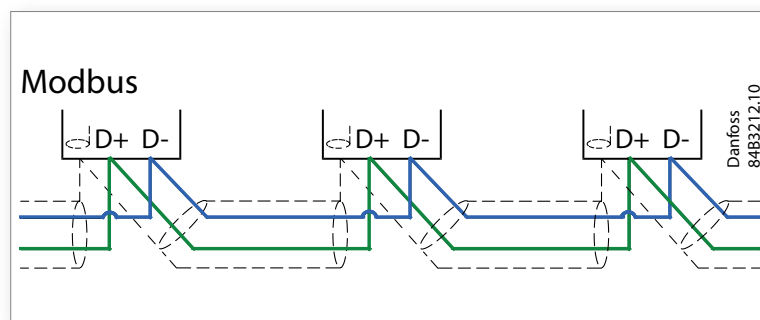 Modbus
D+ D-
D+ D-
D+ D-
Danfoss
84B3212.10